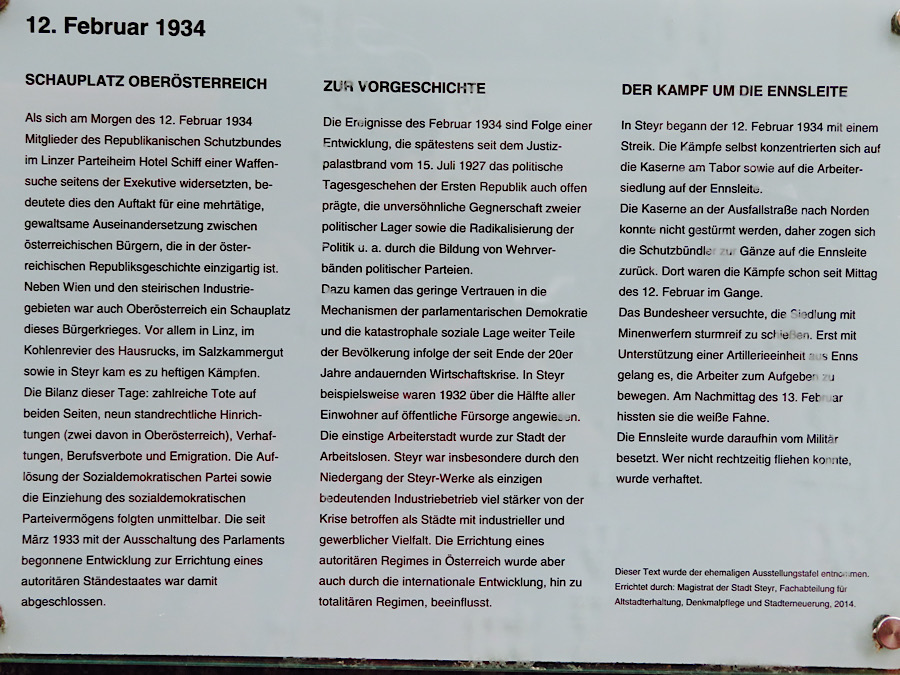 12. Februar 1934
SCHAUPLATZ OBERÖSTERREICH
Als sich am Morgen des 12. Februar 1934
Mitglieder des Republikanischen Schutzbundes
im Linzer Parteiheim Hotel Schiff einer Waffen-
suche seitens der Exekutive widersetzten, be-
deutete dies den Auftakt für eine mehrtätige,
gewaltsame Auseinandersetzung zwischen
österreichischen Bürgern, die in der öster-
reichischen Republiksgeschichte einzigartig ist.
Neben Wien und den steirischen Industrie-
gebieten war auch Oberösterreich ein Schauplatz
dieses Bürgerkrieges. Vor allem in Linz, im
Kohlenrevier des Hausrucks, im Salzkammergut
sowie in Steyr kam es zu heftigen Kämpfen.
Die Bilanz dieser Tage: zahlreiche Tote auf
beiden Seiten, neun standrechtliche Hinrich-
tungen (zwei davon in Oberösterreich), Verhaf-
tungen, Berufsverbote und Emigration. Die Auf-
lösung der Sozialdemokratischen Partei sowie
die Einziehung des sozialdemokratischen
Parteivermögens folgten unmittelbar. Die seit
März 1933 mit der Ausschaltung des Parlaments
begonnene Entwicklung zur Errichtung eines
autoritären Ständestaates war damit
abgeschlossen.
ZUR VORGESCHICHTE
Die Ereignisse des Februar 1934 sind Folge einer
Entwicklung, die spätestens seit dem Justiz-
palastbrand vom 15. Juli 1927 das politische
Tagesgeschehen der Ersten Republik auch offen
prägte, die unversöhnliche Gegnerschaft zweier
politischer Lager sowie die Radikalisierung der
Politik u. a. durch die Bildung von Wehrver-
bänden politischer Parteien.
Dazu kamen das geringe Vertrauen in die
Mechanismen der parlamentarischen Demokratie
und die katastrophale soziale Lage weiter Teile
der Bevölkerung infolge der seit Ende der 20er
Jahre andauernden Wirtschaftskrise. In Steyr
beispielsweise waren 1932 über die Hälfte aller
Einwohner auf öffentliche Fürsorge angewiesen.
Die einstige Arbeiterstadt wurde zur Stadt der
Arbeitslosen. Steyr war insbesondere durch den
Niedergang der Steyr-Werke als einzigen
bedeutenden Industriebetrieb viel stärker von der
Krise betroffen als Städte mit industrieller und
gewerblicher Vielfalt. Die Errichtung eines
autoritären Regimes in Österreich wurde aber
auch durch die internationale Entwicklung, hin zu
totalitären Regimen, beeinflusst.
DER KAMPF UM DIE ENNSLEITE
In Steyr begann der 12. Februar 1934 mit einem
Streik. Die Kämpfe selbst konzentrierten sich auf
die Kaserne am Tabor sowie auf die Arbeiter-
siedlung auf der Ennsleite.
Die Kaserne an der Ausfallstraße nach Norden
konnte nicht gestürmt werden, daher zogen sich
die Schutzbündler zur Gänze auf die Ennsleite
zurück. Dort waren die Kämpfe schon seit Mittag
des 12. Februar im Gange.
Das Bundesheer versuchte, die Siedlung mit
Minenwerfern sturmreif zu schießen. Erst mit
Unterstützung einer Artillerieeinheit aus Enns
gelang es, die Arbeiter zum Aufgeben zu
bewegen. Am Nachmittag des 13. Februar
hissten sie die weiße Fahne.
Die Ennsleite wurde daraufhin vom Militär
besetzt. Wer nicht rechtzeitig fliehen konnte,
wurde verhaftet.
Dieser Text wurde der ehemaligen Ausstellungstafel entnommen.
Errichtet durch: Magistrat der Stadt Steyr, Fachabteilung für
Altstadterhaltung, Denkmalpflege und Stadterneuerung, 2014.